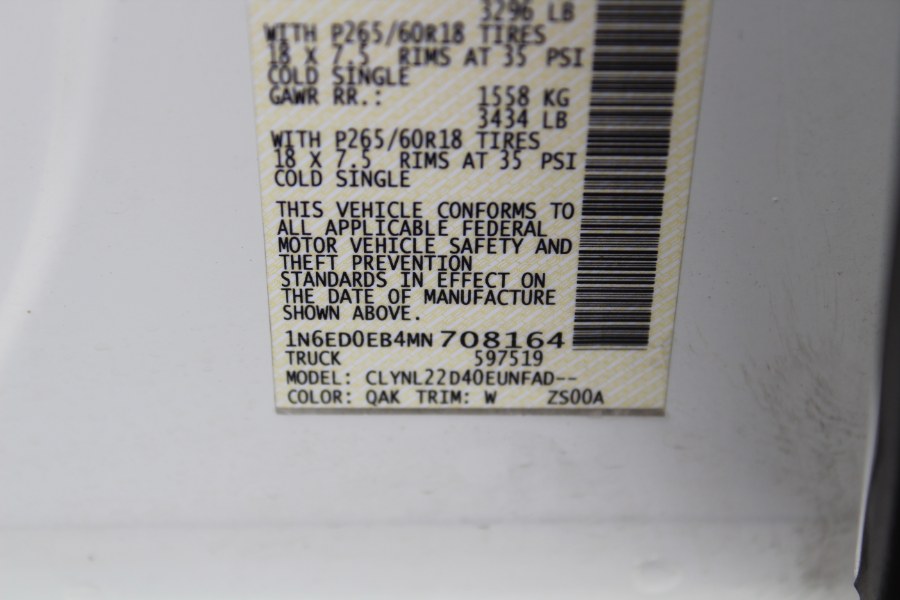 3296 LB
WITH P265/60R18 TIRES
18 X 7.5 RIMS AT 35 PSI
COLD SINGLE
GAWR RR.: 1558 KG
3434 LB
WITH P265/60R18 TIRES
18 X 7.5 RIMS AT 35 PSI
COLD SINGLE
THIS VEHICLE CONFORMS TO
ALL APPLICABLE FEDERAL
MOTOR VEHICLE SAFETY AND
THEFT PREVENTION
STANDARDS IN EFFECT ON
THE DATE OF MANUFACTURE
SHOWN ABOVE.
1N6ED0EB4MN708164
TRUCK 597519
MODEL: CLYNL22D40EUNFAD--
COLOR: QAK TRIM: W ZS00A